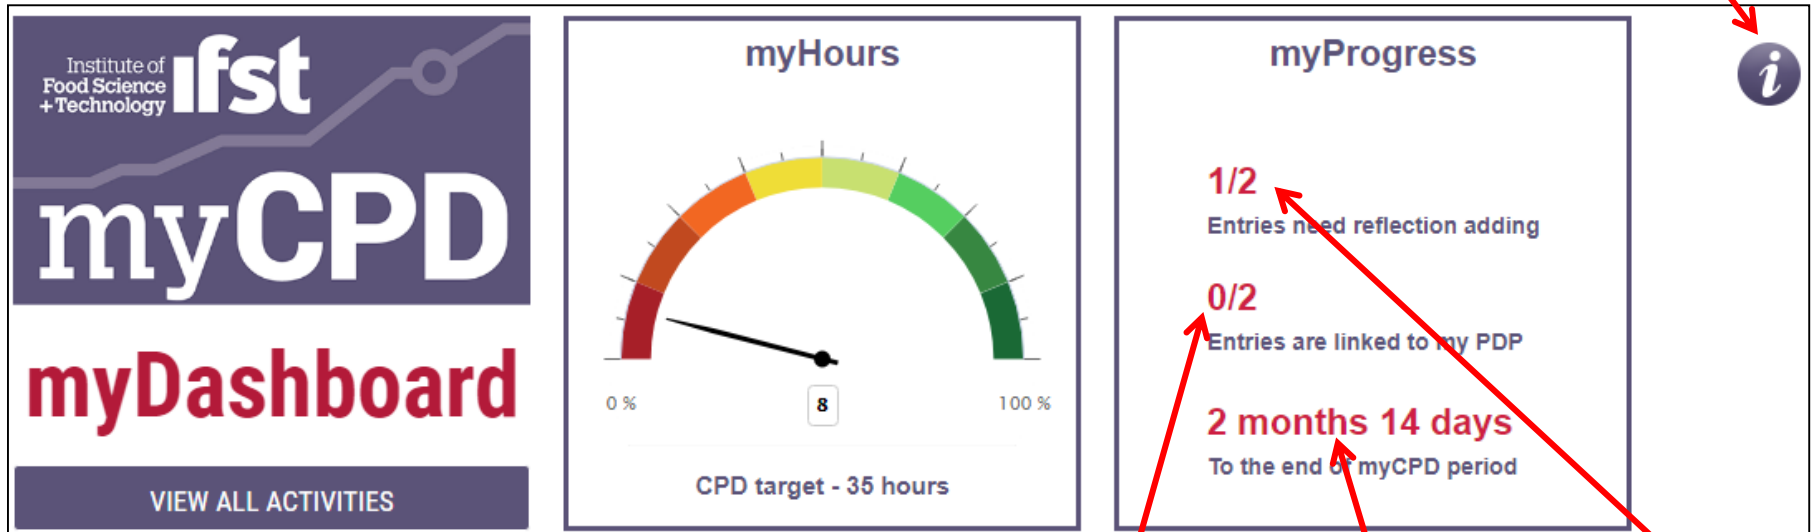 Institute of
Food Science
+Technology
ifst
myCPD
myDashboard
VIEW ALL ACTIVITIES
myHours
0 %
8
100 %
CPD target - 35 hours
myProgress
1/2
Entries need reflection adding
0/2
Entries are linked to my PDP
2 months 14 days
To the end of myCPD period
i